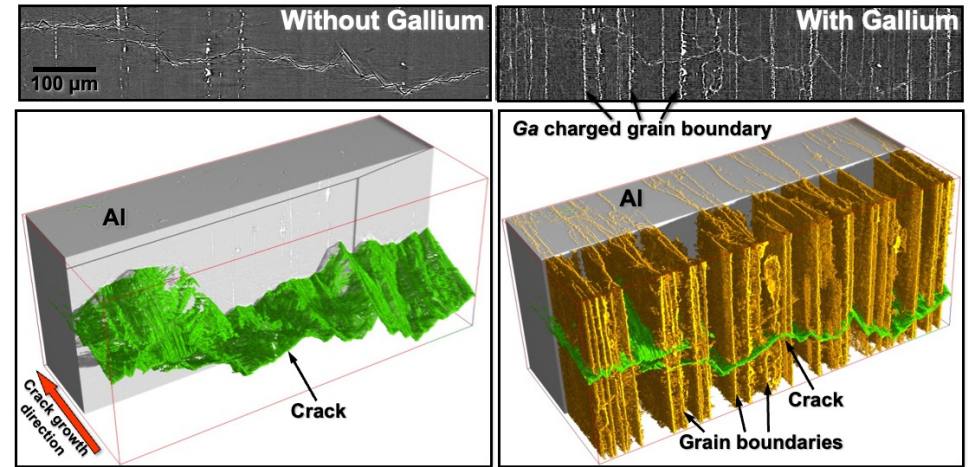 Without Gallium
With Gallium
100 µm
Ga charged grain boundary
Al
Al
Crack
Crack
Grain boundaries
Crack growth
direction